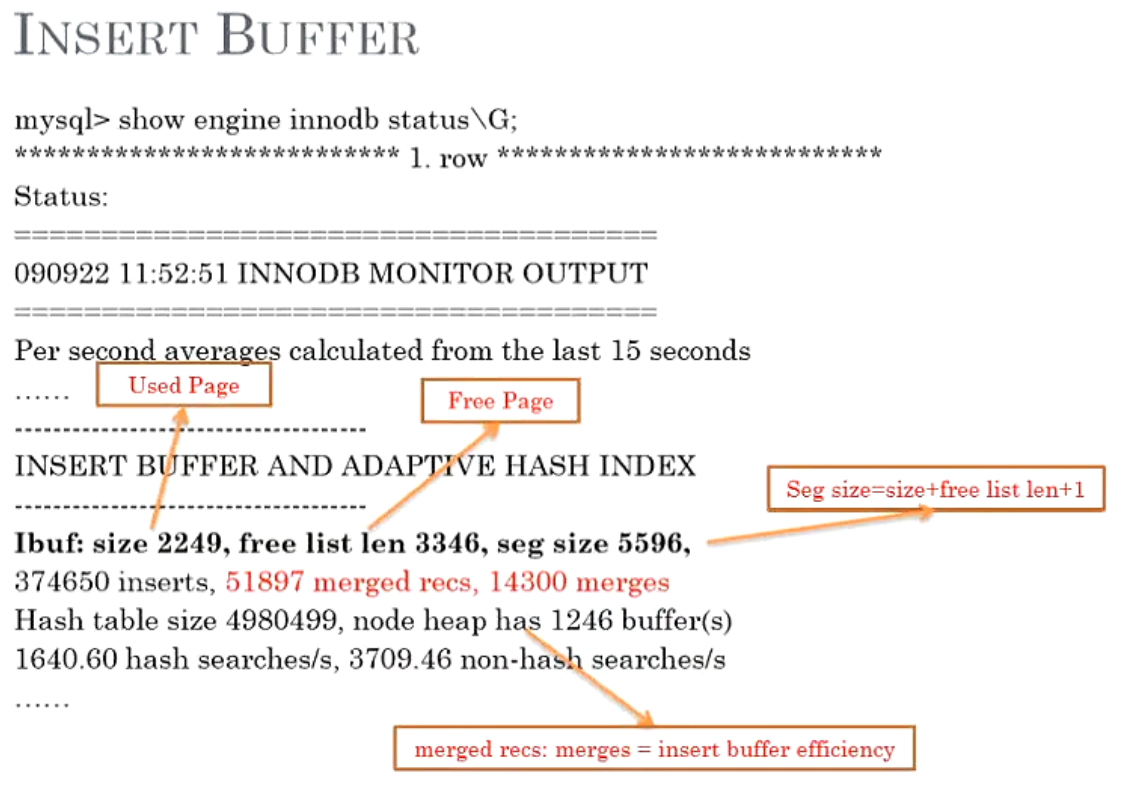 INSERT BUFFER
mysql> show engine innodb status\G;
*************************** 1. row ***************************
Status:
=====================================
090922 11:52:51 INNODB MONITOR OUTPUT
=====================================
Per second averages calculated from the last 15 seconds
......
Used Page
Free Page
-------------------------------------
INSERT BUFFER AND ADAPTIVE HASH INDEX
-------------------------------------
Seg size=size+free list len+1
Ibuf: size 2249, free list len 3346, seg size 5596,
374650 inserts, 51897 merged recs, 14300 merges
Hash table size 4980499, node heap has 1246 buffer(s)
1640.60 hash searches/s, 3709.46 non-hash searches/s
......
merged recs: merges = insert buffer efficiency